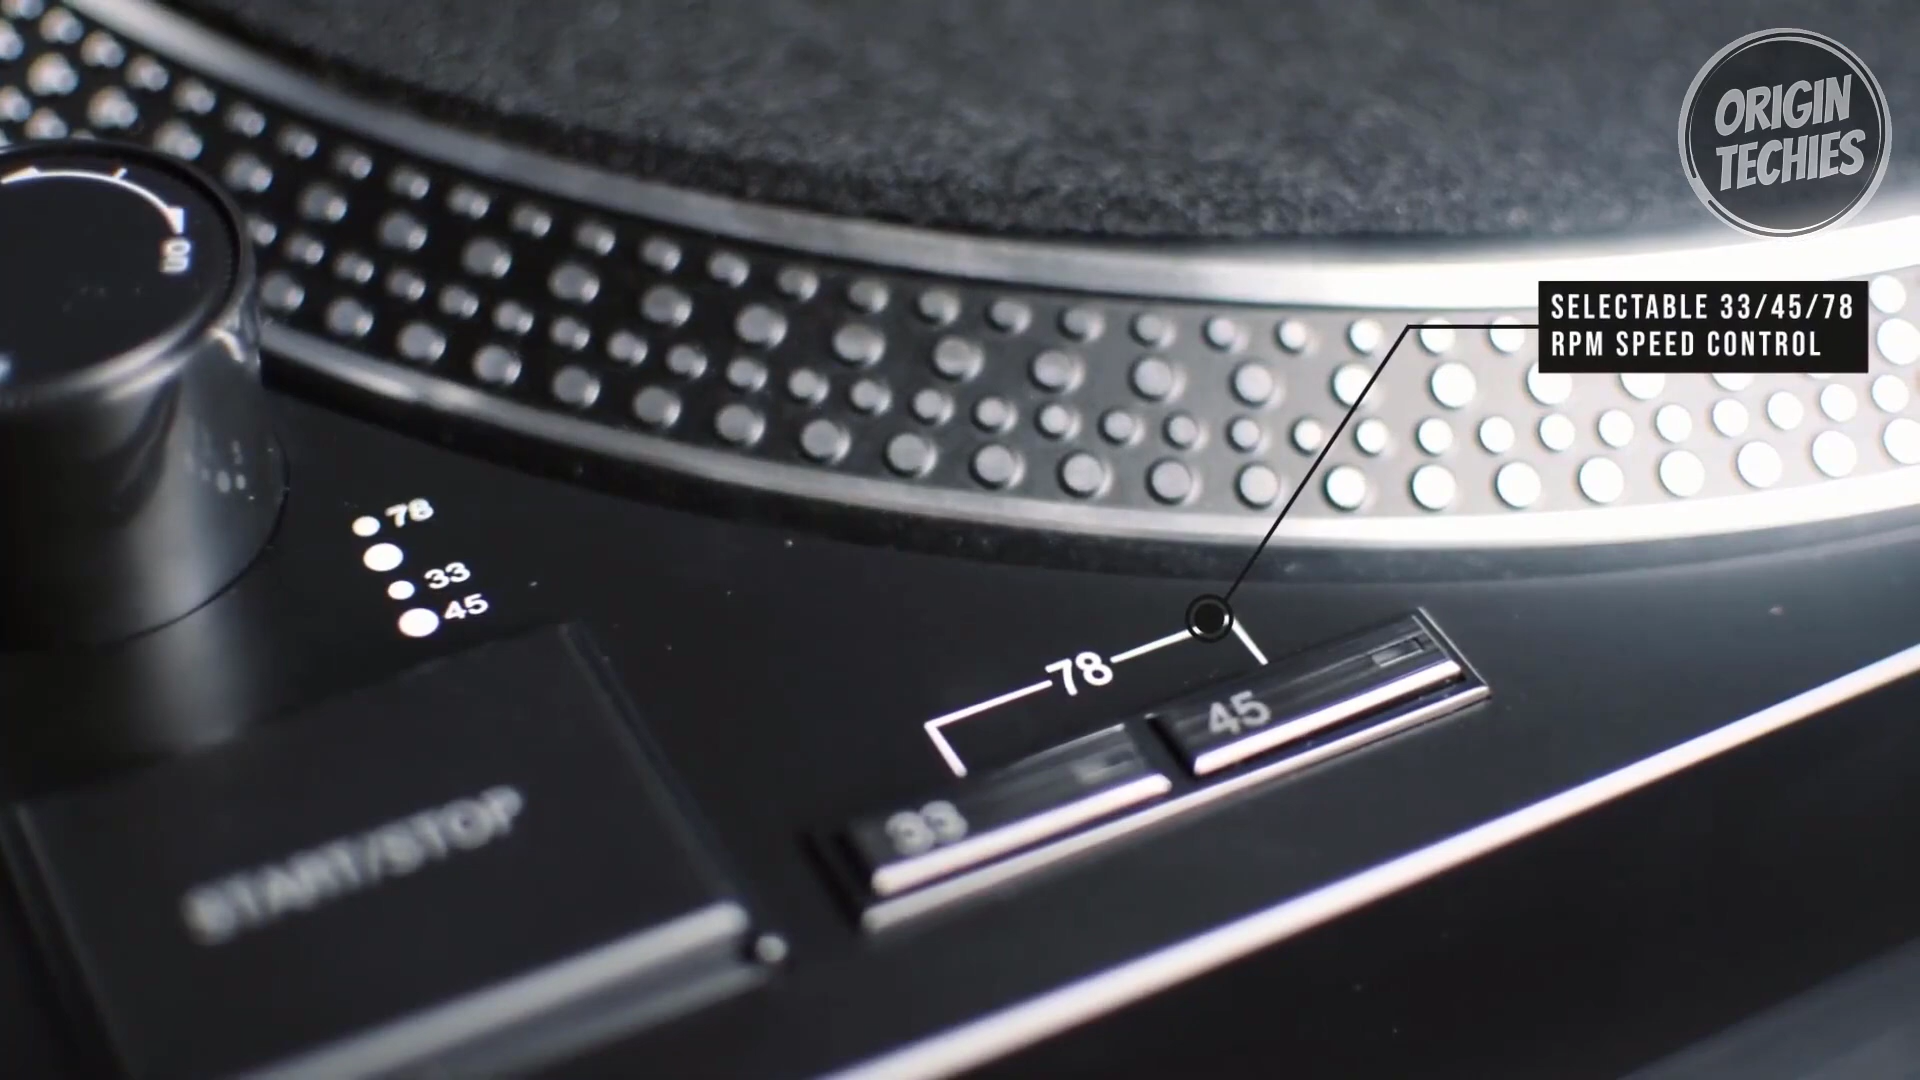 ORIGIN
TECHIES
SELECTABLE 33/45/78
RPM SPEED CONTROL
78
33
45
78
45
33
START/STOP